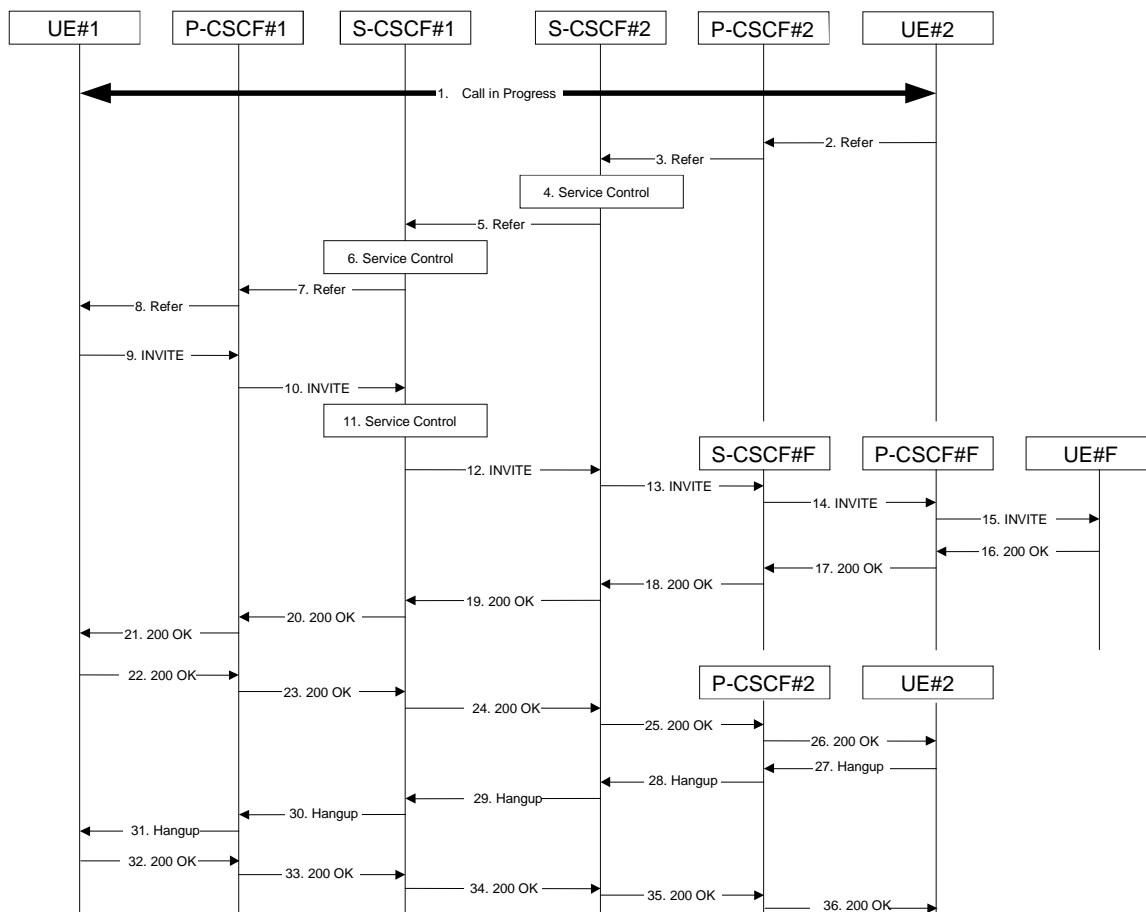 UE#1
P-CSCF#1
S-CSCF#1
S-CSCF#2
P-CSCF#2
UE#2
1. Call in Progress
2. Refer
3. Refer
4. Service Control
5. Refer
6. Service Control
7. Refer
8. Refer
9. INVITE
10. INVITE
11. Service Control
S-CSCF#F
P-CSCF#F
UE#F
12. INVITE
13. INVITE
14. INVITE
15. INVITE
16. 200 OK
17. 200 OK
18. 200 OK
19. 200 OK
20. 200 OK
21. 200 OK
22. 200 OK
P-CSCF#2
UE#2
23. 200 OK
24. 200 OK
25. 200 OK
26. 200 OK
27. Hangup
28. Hangup
29. Hangup
30. Hangup
31. Hangup
32. 200 OK
33. 200 OK
34. 200 OK
35. 200 OK
36. 200 OK